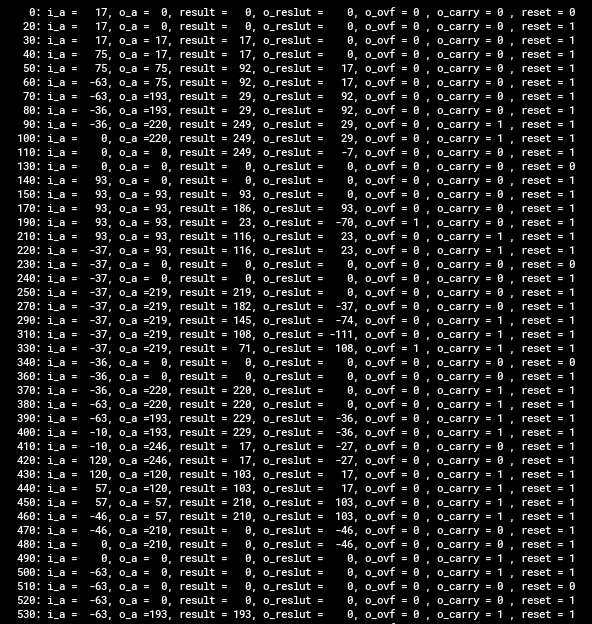 0: i_a =   17, o_a =  0, result =   0, o_reslut =    0, o_ovf = 0 , o_carry = 0 , reset = 0
20: i_a =   17, o_a =  0, result =   0, o_reslut =    0, o_ovf = 0 , o_carry = 0 , reset = 1
30: i_a =   17, o_a = 17, result =  17, o_reslut =    0, o_ovf = 0 , o_carry = 0 , reset = 1
40: i_a =   75, o_a = 17, result =  17, o_reslut =    0, o_ovf = 0 , o_carry = 0 , reset = 1
50: i_a =   75, o_a = 75, result =  92, o_reslut =   17, o_ovf = 0 , o_carry = 0 , reset = 1
60: i_a =  -63, o_a = 75, result =  92, o_reslut =   17, o_ovf = 0 , o_carry = 0 , reset = 1
70: i_a =  -63, o_a =193, result =  29, o_reslut =   92, o_ovf = 0 , o_carry = 0 , reset = 1
80: i_a =  -36, o_a =193, result =  29, o_reslut =   92, o_ovf = 0 , o_carry = 0 , reset = 1
90: i_a =  -36, o_a =220, result = 249, o_reslut =   29, o_ovf = 0 , o_carry = 1 , reset = 1
100: i_a =    0, o_a =220, result = 249, o_reslut =   29, o_ovf = 0 , o_carry = 1 , reset = 1
110: i_a =    0, o_a =  0, result = 249, o_reslut =   -7, o_ovf = 0 , o_carry = 0 , reset = 1
130: i_a =    0, o_a =  0, result =   0, o_reslut =    0, o_ovf = 0 , o_carry = 0 , reset = 0
140: i_a =   93, o_a =  0, result =   0, o_reslut =    0, o_ovf = 0 , o_carry = 0 , reset = 1
150: i_a =   93, o_a = 93, result =  93, o_reslut =    0, o_ovf = 0 , o_carry = 0 , reset = 1
170: i_a =   93, o_a = 93, result = 186, o_reslut =   93, o_ovf = 0 , o_carry = 0 , reset = 1
190: i_a =   93, o_a = 93, result =  23, o_reslut =  -70, o_ovf = 1 , o_carry = 0 , reset = 1
210: i_a =   93, o_a = 93, result = 116, o_reslut =   23, o_ovf = 0 , o_carry = 1 , reset = 1
220: i_a =  -37, o_a = 93, result = 116, o_reslut =   23, o_ovf = 0 , o_carry = 1 , reset = 1
230: i_a =  -37, o_a =  0, result =   0, o_reslut =    0, o_ovf = 0 , o_carry = 0 , reset = 0
240: i_a =  -37, o_a =  0, result =   0, o_reslut =    0, o_ovf = 0 , o_carry = 0 , reset = 1
250: i_a =  -37, o_a =219, result = 219, o_reslut =    0, o_ovf = 0 , o_carry = 1 , reset = 1
270: i_a =  -37, o_a =219, result = 182, o_reslut =  -37, o_ovf = 0 , o_carry = 0 , reset = 1
290: i_a =  -37, o_a =219, result = 145, o_reslut =  -74, o_ovf = 0 , o_carry = 1 , reset = 1
310: i_a =  -37, o_a =219, result = 108, o_reslut = -111, o_ovf = 0 , o_carry = 1 , reset = 1
330: i_a =  -37, o_a =219, result =  71, o_reslut =  108, o_ovf = 1 , o_carry = 1 , reset = 1
340: i_a =  -36, o_a =  0, result =   0, o_reslut =    0, o_ovf = 0 , o_carry = 0 , reset = 0
360: i_a =  -36, o_a =  0, result =   0, o_reslut =    0, o_ovf = 0 , o_carry = 0 , reset = 1
370: i_a =  -36, o_a =220, result = 220, o_reslut =    0, o_ovf = 0 , o_carry = 1 , reset = 1
380: i_a =  -63, o_a =220, result = 220, o_reslut =    0, o_ovf = 0 , o_carry = 1 , reset = 1
390: i_a =  -63, o_a =193, result = 229, o_reslut =  -36, o_ovf = 0 , o_carry = 1 , reset = 1
400: i_a =  -10, o_a =193, result = 229, o_reslut =  -36, o_ovf = 0 , o_carry = 1 , reset = 1
410: i_a =  -10, o_a =246, result =  17, o_reslut =  -27, o_ovf = 0 , o_carry = 0 , reset = 1
420: i_a =  120, o_a =246, result =  17, o_reslut =  -27, o_ovf = 0 , o_carry = 0 , reset = 1
430: i_a =  120, o_a =120, result = 103, o_reslut =   17, o_ovf = 0 , o_carry = 1 , reset = 1
440: i_a =   57, o_a =120, result = 103, o_reslut =   17, o_ovf = 0 , o_carry = 1 , reset = 1
450: i_a =   57, o_a = 57, result = 210, o_reslut =  103, o_ovf = 0 , o_carry = 1 , reset = 1
460: i_a =  -46, o_a = 57, result = 210, o_reslut =  103, o_ovf = 0 , o_carry = 1 , reset = 1
470: i_a =  -46, o_a =210, result =   0, o_reslut =  -46, o_ovf = 0 , o_carry = 0 , reset = 1
480: i_a =    0, o_a =210, result =   0, o_reslut =  -46, o_ovf = 0 , o_carry = 0 , reset = 1
490: i_a =    0, o_a =  0, result =   0, o_reslut =    0, o_ovf = 0 , o_carry = 1 , reset = 1
500: i_a =  -63, o_a =  0, result =   0, o_reslut =    0, o_ovf = 0 , o_carry = 1 , reset = 1
510: i_a =  -63, o_a =  0, result =   0, o_reslut =    0, o_ovf = 0 , o_carry = 0 , reset = 0
520: i_a =  -63, o_a =  0, result =   0, o_reslut =    0, o_ovf = 0 , o_carry = 0 , reset = 1
530: i_a =  -63, o_a =193, result = 193, o_reslut =    0, o_ovf = 0 , o_carry = 1 , reset = 1